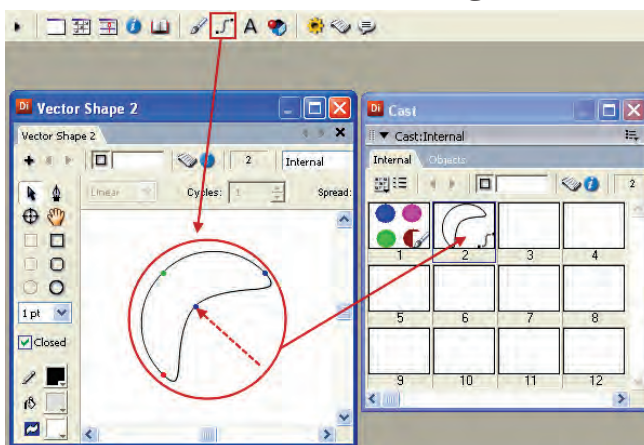 A
Vector Shape 2
Vector Shape 2
2
Internal
Linear
Cycles: 1
Spread:
1 pt
Closed
Cast
Cast:Internal
Internal
Objects
2
1
2
3
4
5
6
7
8
9
10
11
12